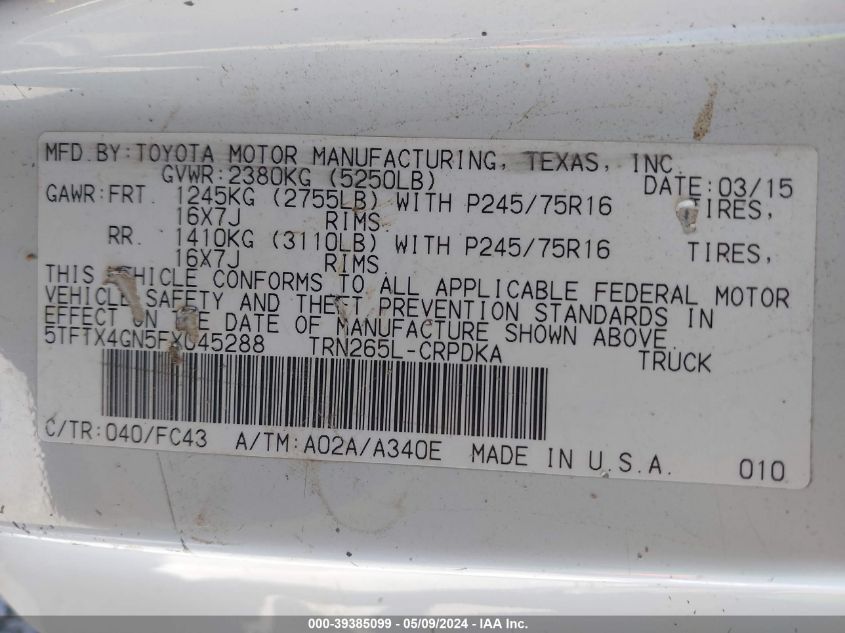 MFD. BY: TOYOTA MOTOR MANUFACTURING, TEXAS, INC.
GVWR: 2380KG (5250LB) DATE: 03/15
GAWR: FRT. 1245KG (2755LB) WITH P245/75R16 TIRES,
16X7J RIMS
RR. 1410KG (3110LB) WITH P245/75R16 TIRES,
16X7J RIMS
THIS VEHICLE CONFORMS TO ALL APPLICABLE FEDERAL MOTOR
VEHICLE SAFETY AND THEFT PREVENTION STANDARDS IN
EFFECT ON THE DATE OF MANUFACTURE SHOWN ABOVE.
5TFTX4GN5FX045288 TRN265L-CRPDKA TRUCK
C/TR: 040/FC43 A/TM: A02A/A340E MADE IN U.S.A. 010
000-39385099 - 05/09/2024 - IAA Inc.